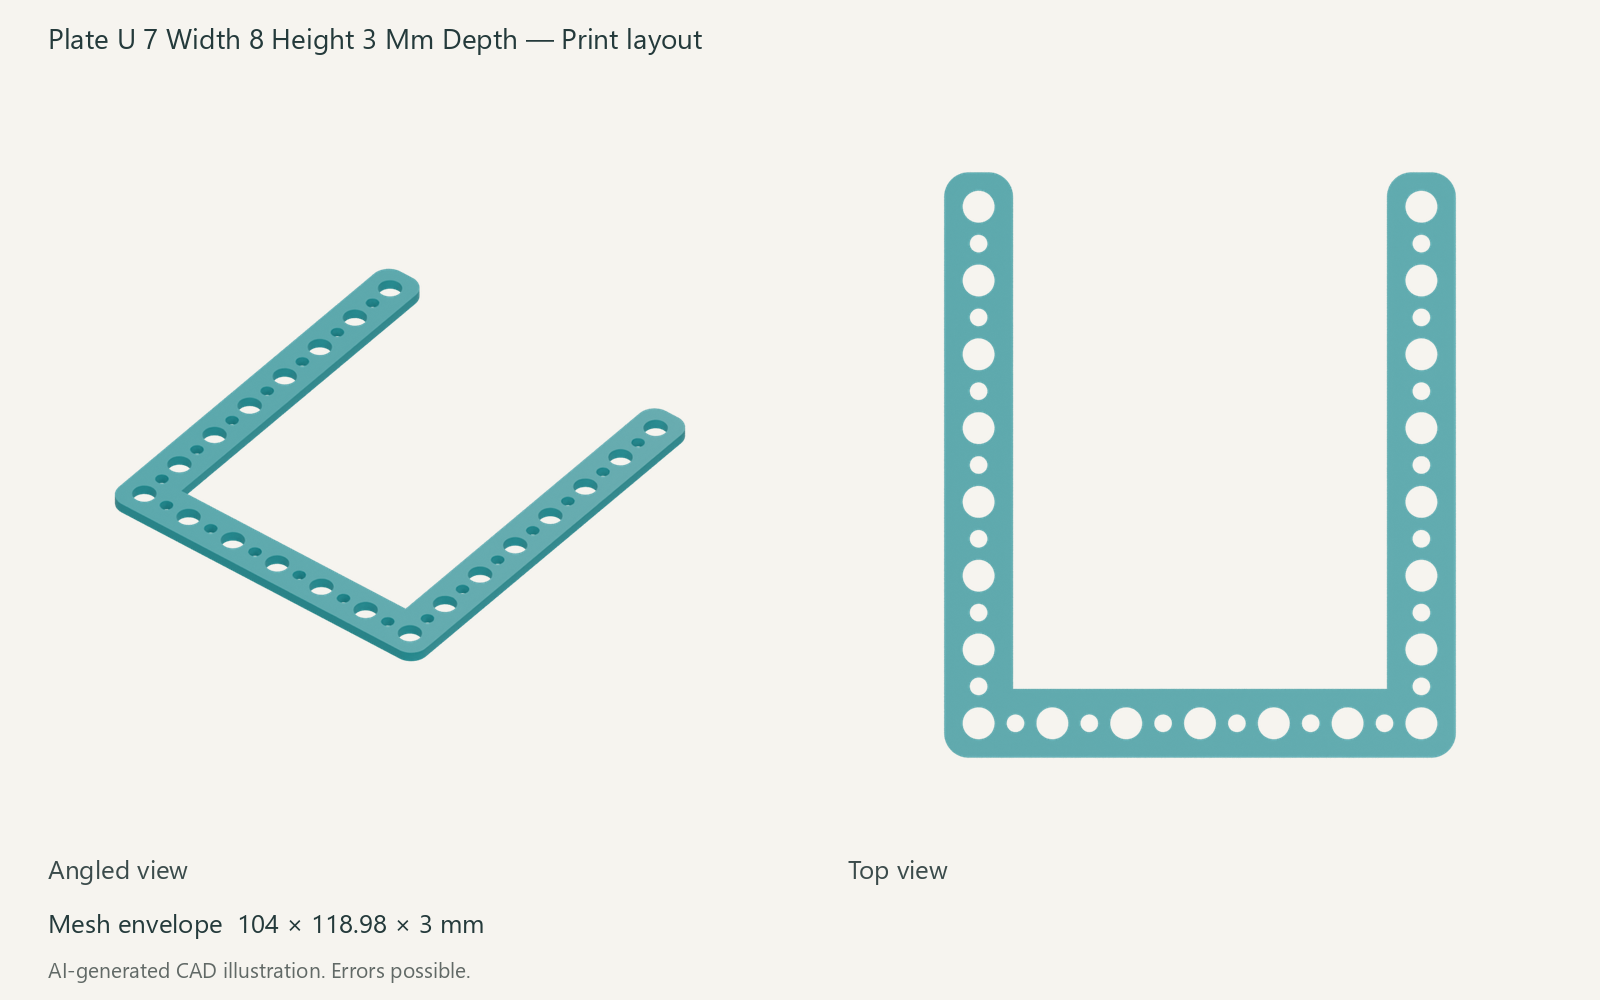 Plate U 7 Width 8 Height 3 Mm Depth — Print layout
Angled view
Top view
Mesh envelope 104 × 118.98 × 3 mm
AI-generated CAD illustration. Errors possible.